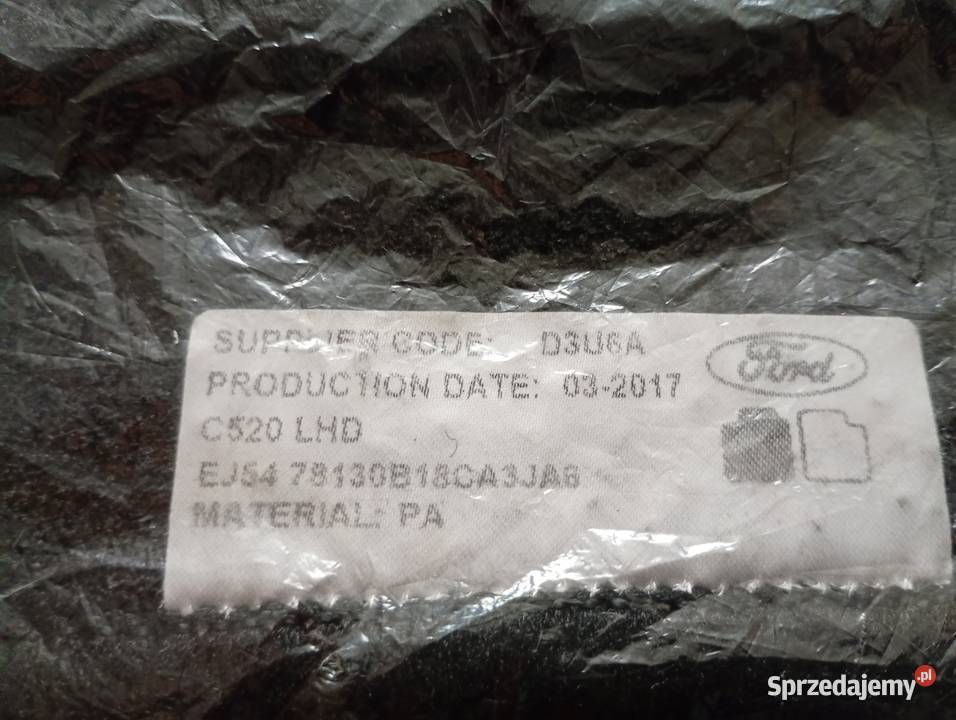 SUPPLIER CODE: D3U6A
Ford
PRODUCTION DATE: 03-2017
C520 LHD
EJ54 78130B18CA3JA6
MATERIAL: PA
Sprzedajemy.pl